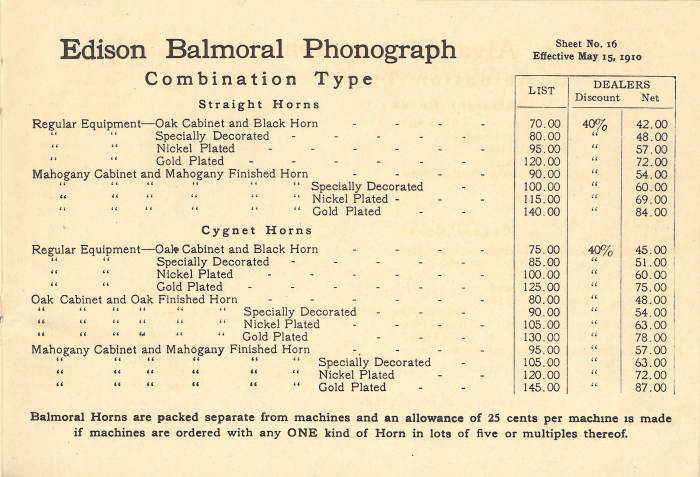 Edison Balmoral Phonograph
Sheet No. 16
Effective May 15, 1910
Combination Type
LIST DEALERS
Discount Net
Straight Horns
Regular Equipment—Oak Cabinet and Black Horn - - - - 70.00 40% 42.00
“ “ Specially Decorated - - - - - 80.00 “ 48.00
“ “ Nickel Plated - - - - - - 95.00 “ 57.00
“ “ Gold Plated - - - - - - 120.00 “ 72.00
Mahogany Cabinet and Mahogany Finished Horn - - - - 90.00 “ 54.00
“ “ “ “ “ “ Specially Decorated - - 100.00 “ 60.00
“ “ “ “ “ “ Nickel Plated - - - 115.00 “ 69.00
“ “ “ “ “ “ Gold Plated - - 140.00 “ 84.00
Cygnet Horns
Regular Equipment—Oak Cabinet and Black Horn - - - - 75.00 40% 45.00
“ “ Specially Decorated - - - - - 85.00 “ 51.00
“ “ Nickel Plated - - - - - - 100.00 “ 60.00
“ “ Gold Plated - - - - - - 125.00 “ 75.00
Oak Cabinet and Oak Finished Horn - - - - - - 80.00 “ 48.00
“ “ “ “ “ Specially Decorated - - - 90.00 “ 54.00
“ “ “ “ “ Nickel Plated - - - - 105.00 “ 63.00
“ “ “ “ “ Gold Plated - - - - 130.00 “ 78.00
Mahogany Cabinet and Mahogany Finished Horn - - - - 95.00 “ 57.00
“ “ “ “ “ “ Specially Decorated - - 105.00 “ 63.00
“ “ “ “ “ “ Nickel Plated - - 120.00 “ 72.00
“ “ “ “ “ “ Gold Plated - - 145.00 “ 87.00
Balmoral Horns are packed separate from machines and an allowance of 25 cents per machine is made
if machines are ordered with any ONE kind of Horn in lots of five or multiples thereof.